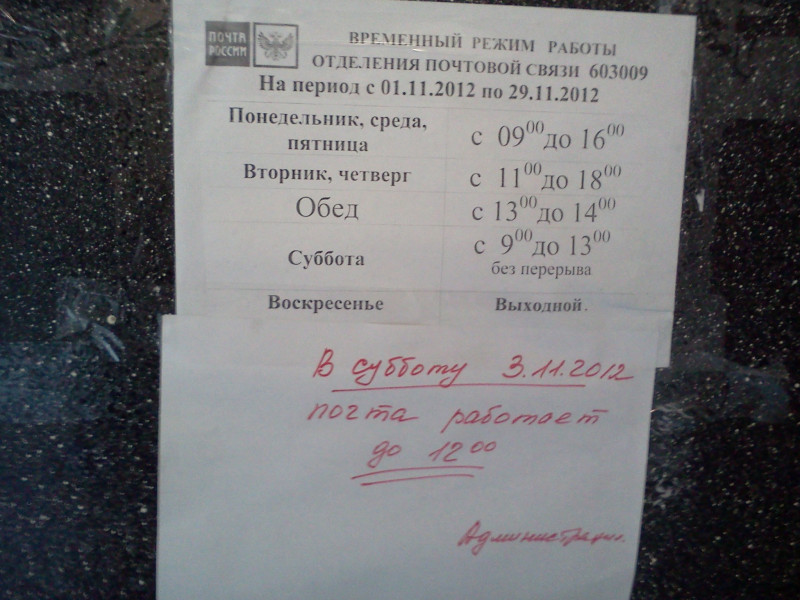 ПОЧТА
РОССИИ
ВРЕМЕННЫЙ РЕЖИМ РАБОТЫ
ОТДЕЛЕНИЯ ПОЧТОВОЙ СВЯЗИ 603009
На период с 01.11.2012 по 29.11.2012
Понедельник, среда,
пятница
с 09⁰⁰ до 16⁰⁰
Вторник, четверг с 11⁰⁰ до 18⁰⁰
Обед с 13⁰⁰ до 14⁰⁰
Суббота
с 9⁰⁰ до 13⁰⁰
без перерыва
Воскресенье Выходной.
В субботу 3.11.2012
почта работает
до 12⁰⁰
Администрация.